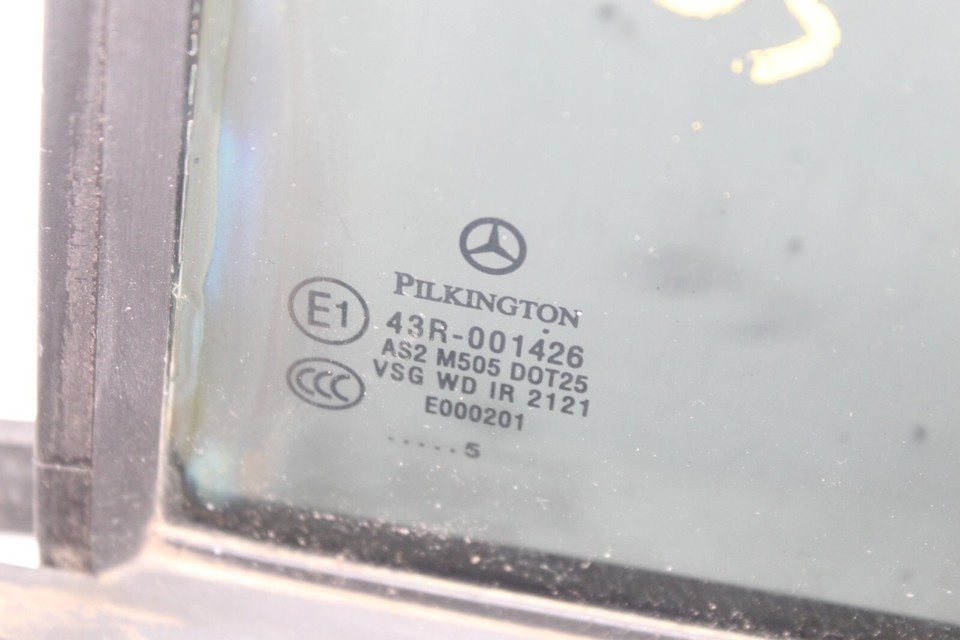 PILKINGTON
E1
43R-001426
AS2 M505 DOT25
CCC
VSG WD IR 2121
E000201
.....5